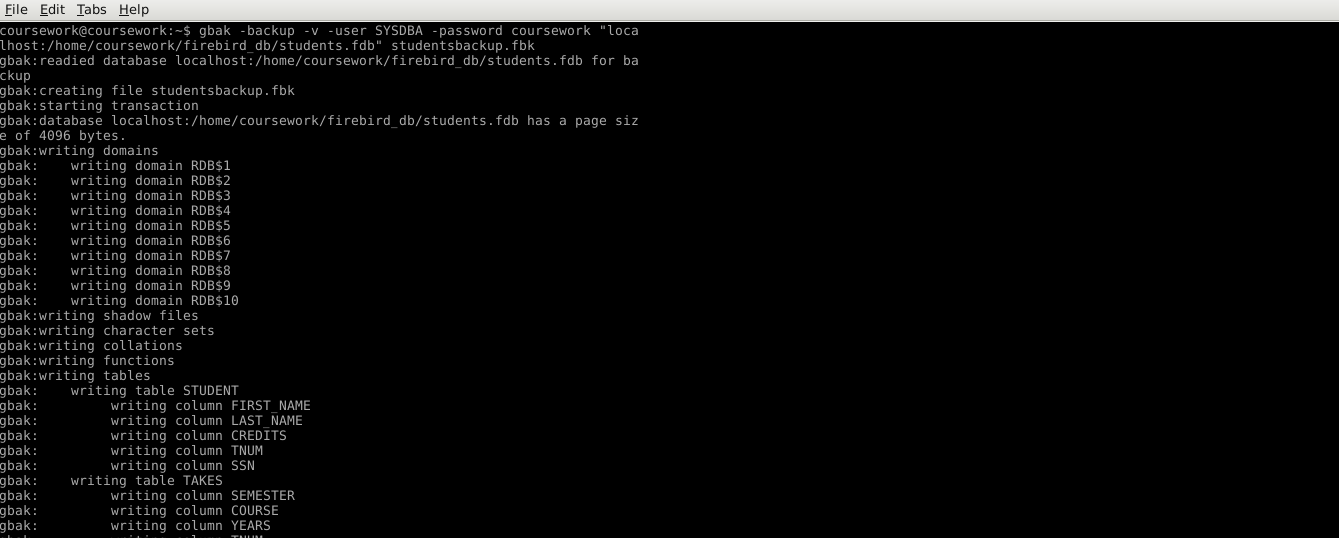 File Edit Tabs Help
coursework@coursework:~$ gbak -backup -v -user SYSDBA -password coursework "loca
lhost:/home/coursework/firebird_db/students.fdb" studentsbackup.fbk
gbak:readied database localhost:/home/coursework/firebird_db/students.fdb for ba
ckup
gbak:creating file studentsbackup.fbk
gbak:starting transaction
gbak:database localhost:/home/coursework/firebird_db/students.fdb has a page siz
e of 4096 bytes.
gbak:writing domains
gbak:    writing domain RDB$1
gbak:    writing domain RDB$2
gbak:    writing domain RDB$3
gbak:    writing domain RDB$4
gbak:    writing domain RDB$5
gbak:    writing domain RDB$6
gbak:    writing domain RDB$7
gbak:    writing domain RDB$8
gbak:    writing domain RDB$9
gbak:    writing domain RDB$10
gbak:writing shadow files
gbak:writing character sets
gbak:writing collations
gbak:writing functions
gbak:writing tables
gbak:    writing table STUDENT
gbak:         writing column FIRST_NAME
gbak:         writing column LAST_NAME
gbak:         writing column CREDITS
gbak:         writing column TNUM
gbak:         writing column SSN
gbak:    writing table TAKES
gbak:         writing column SEMESTER
gbak:         writing column COURSE
gbak:         writing column YEARS